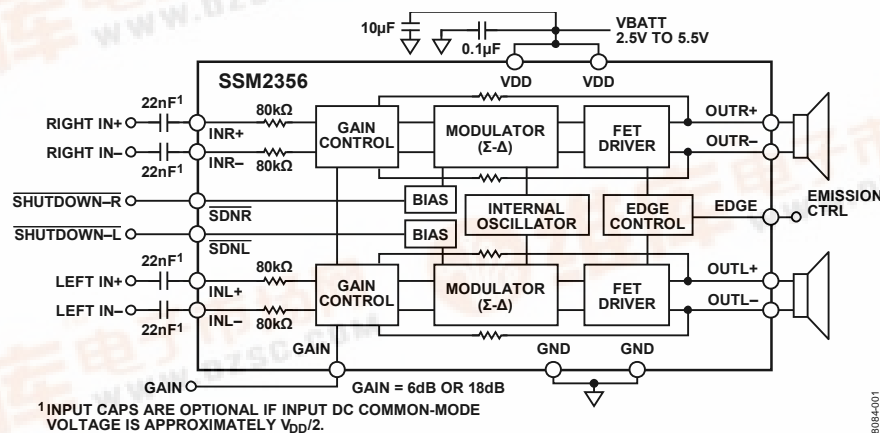 10µF
0.1µF
VBATT
2.5V TO 5.5V
VDD
VDD
SSM2356
22nF1
RIGHT IN+
INR+
80kΩ
RIGHT IN–
INR–
80kΩ
22nF1
GAIN
CONTROL
MODULATOR
(Σ-Δ)
FET
DRIVER
OUTR+
OUTR–
SHUTDOWN–R
SDNR
BIAS
INTERNAL
OSCILLATOR
EDGE
CONTROL
EDGE
EMISSION
CTRL
SHUTDOWN–L
SDNL
BIAS
22nF1
LEFT IN+
INL+
80kΩ
LEFT IN–
INL–
80kΩ
22nF1
GAIN
CONTROL
MODULATOR
(Σ-Δ)
FET
DRIVER
OUTL+
OUTL–
GAIN
GND
GND
GAIN
GAIN = 6dB OR 18dB
1 INPUT CAPS ARE OPTIONAL IF INPUT DC COMMON-MODE
VOLTAGE IS APPROXIMATELY VDD/2.
8084-001